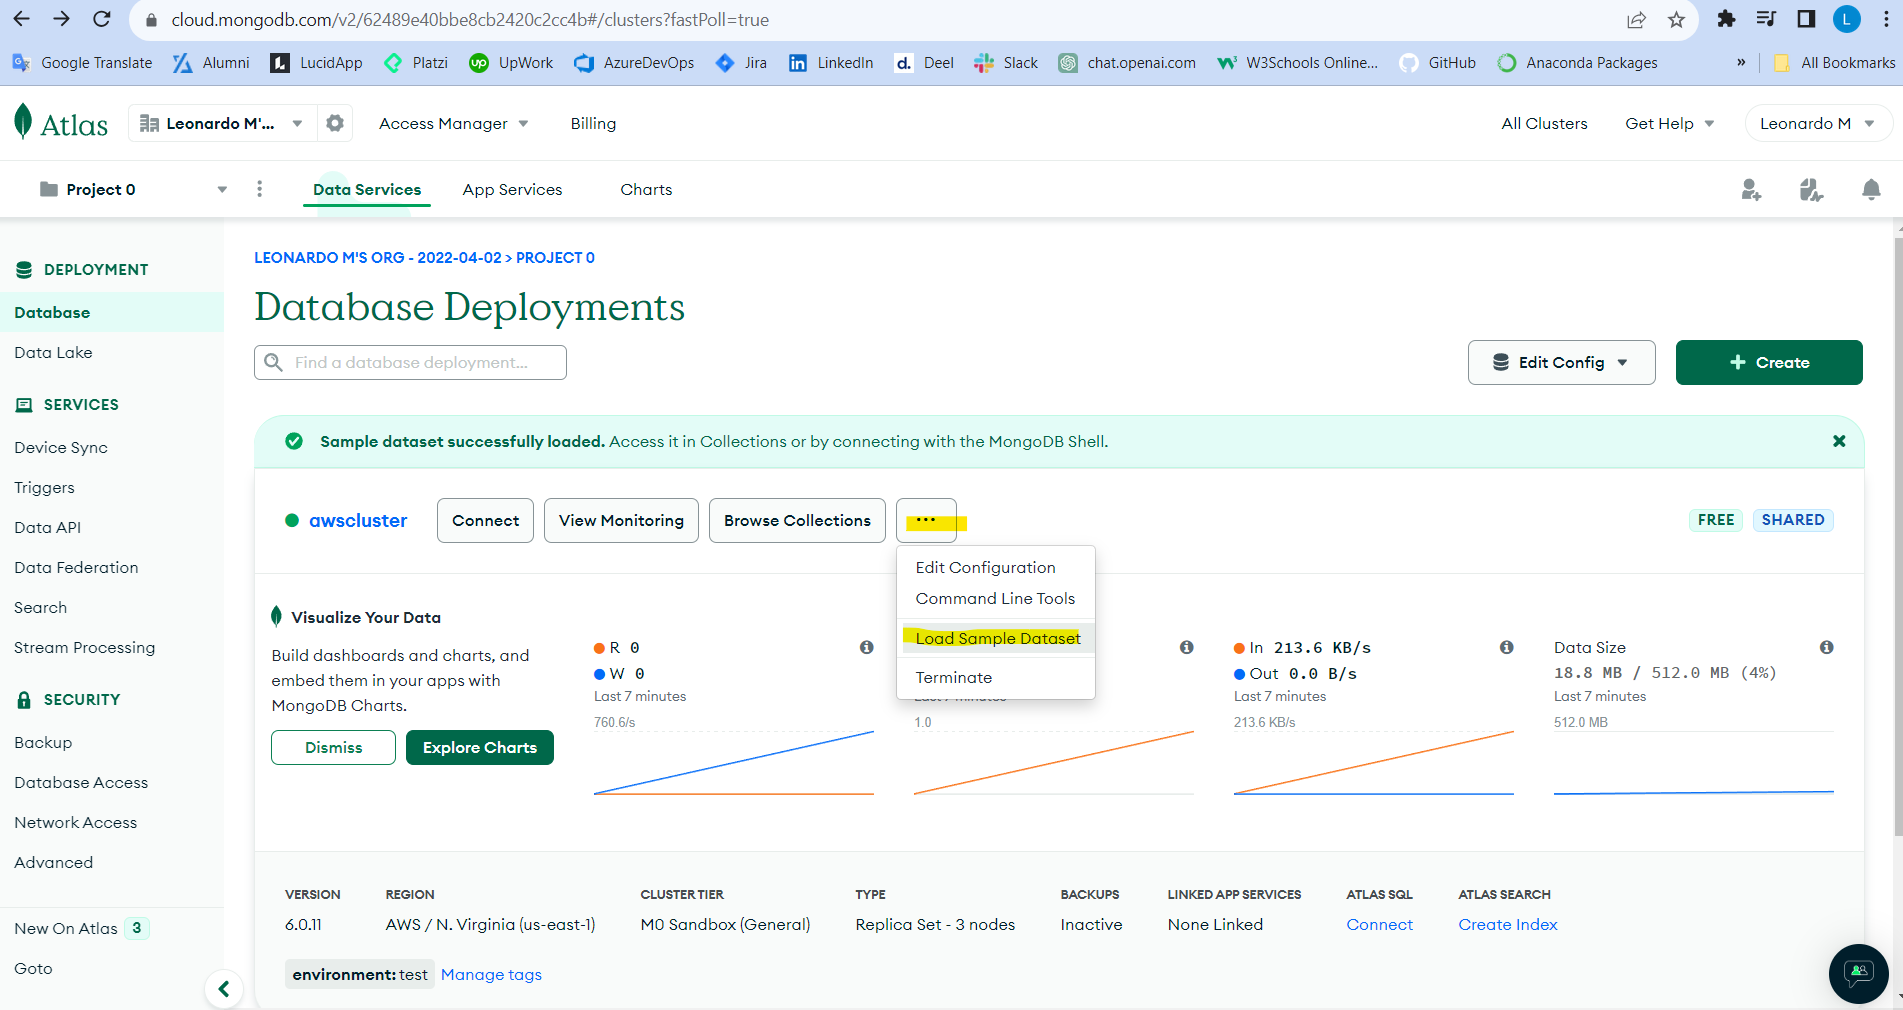 cloud.mongodb.com/v2/62489e40bbe8cb2420c2cc4b#/clusters?fastPoll=true
L
Google Translate Alumni LucidApp Platzi UpWork AzureDevOps Jira LinkedIn Deel Slack chat.openai.com W3Schools Online... GitHub Anaconda Packages » All Bookmarks
Atlas Leonardo M'... Access Manager Billing All Clusters Get Help Leonardo M
Project 0 Data Services App Services Charts
DEPLOYMENT
Database
Data Lake
SERVICES
Device Sync
Triggers
Data API
Data Federation
Search
Stream Processing
SECURITY
Backup
Database Access
Network Access
Advanced
New On Atlas 3
Goto
LEONARDO M'S ORG - 2022-04-02 > PROJECT 0
Database Deployments
Find a database deployment...
Edit Config
+ Create
Sample dataset successfully loaded. Access it in Collections or by connecting with the MongoDB Shell.
awscluster Connect View Monitoring Browse Collections ... FREE SHARED
Edit Configuration
Command Line Tools
Load Sample Dataset
Terminate
Visualize Your Data
Build dashboards and charts, and
embed them in your apps with
MongoDB Charts.
Dismiss Explore Charts
R 0
W 0
Last 7 minutes
760.6/s
Last 7 minutes
1.0
In 213.6 KB/s
Out 0.0 B/s
Last 7 minutes
213.6 KB/s
Data Size
18.8 MB / 512.0 MB (4%)
Last 7 minutes
512.0 MB
VERSION REGION CLUSTER TIER TYPE BACKUPS LINKED APP SERVICES ATLAS SQL ATLAS SEARCH
6.0.11 AWS / N. Virginia (us-east-1) M0 Sandbox (General) Replica Set - 3 nodes Inactive None Linked Connect Create Index
environment: test Manage tags